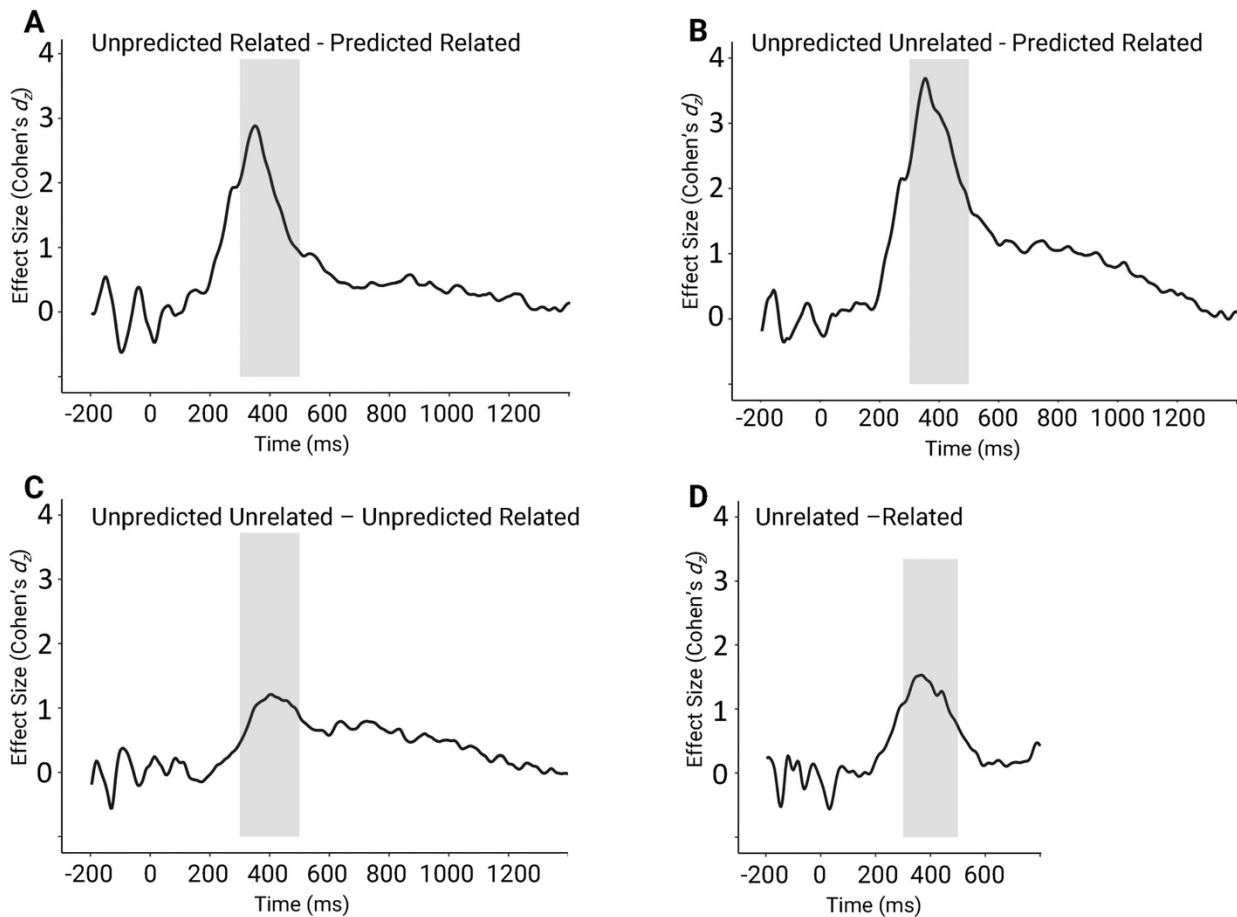 A
Unpredicted Related - Predicted Related
4
3
2
1
0
Effect Size (Cohen's dz)
-200 0 200 400 600 800 1000 1200
Time (ms)
B
Unpredicted Unrelated - Predicted Related
4
3
2
1
0
Effect Size (Cohen's dz)
-200 0 200 400 600 800 1000 1200
Time (ms)
C
Unpredicted Unrelated – Unpredicted Related
4
3
2
1
0
Effect Size (Cohen's dz)
-200 0 200 400 600 800 1000 1200
Time (ms)
D
Unrelated –Related
4
3
2
1
0
Effect Size (Cohen's dz)
-200 0 200 400 600
Time (ms)